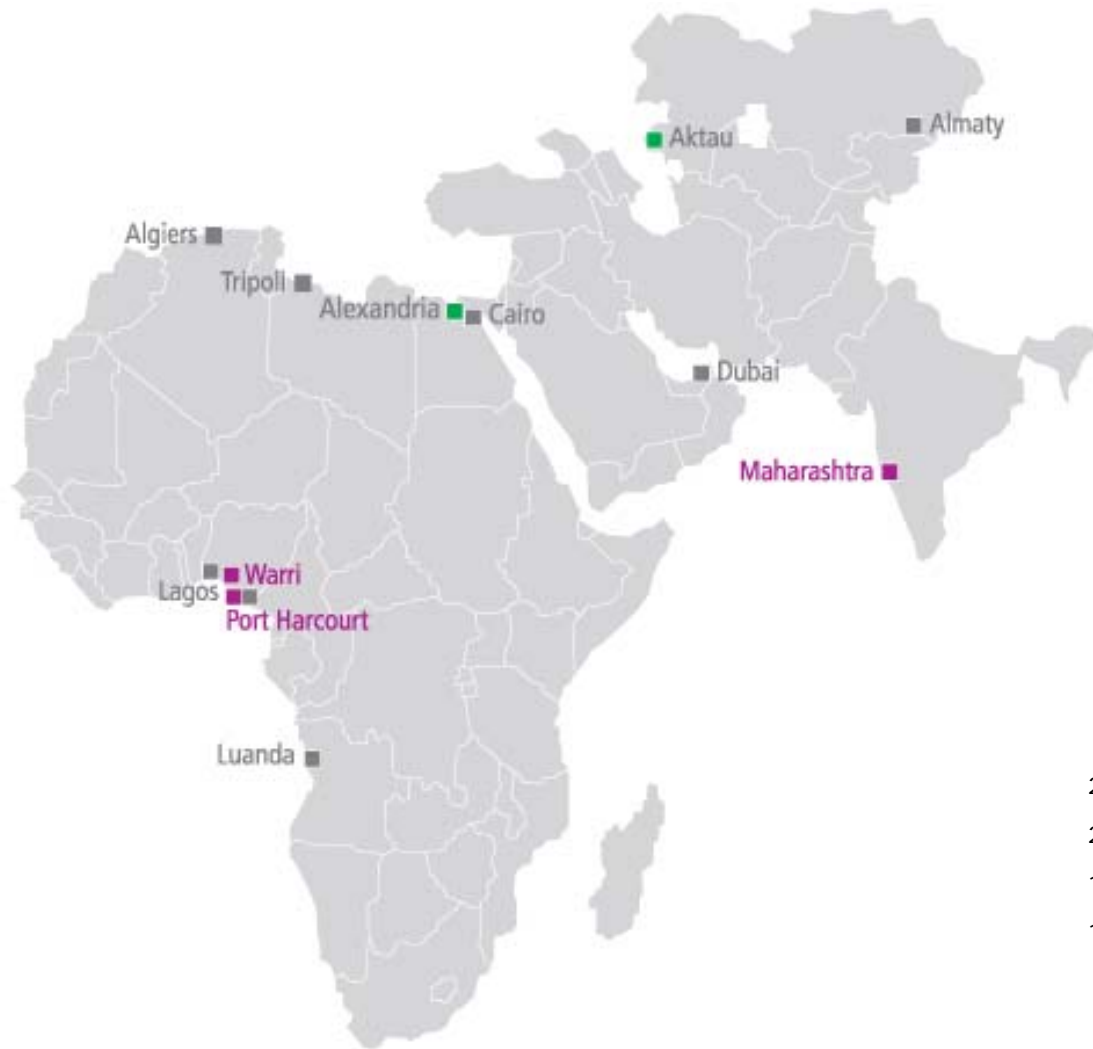 Almaty
Aktau
Algiers
Tripoli
Alexandria
Cairo
Dubai
Maharashtra
Warri
Lagos
Port Harcourt
Luanda